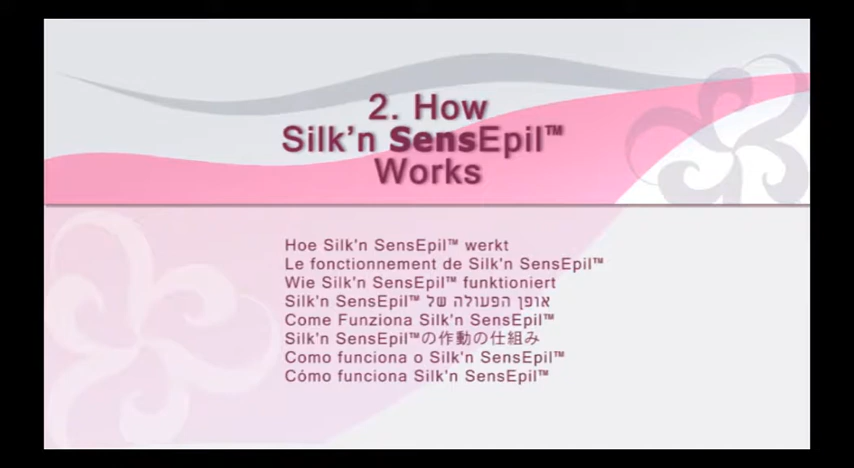 2. How
Silk'n SensEpil™
Works
Hoe Silk'n SensEpil™ werkt
Le fonctionnement de Silk'n SensEpil™
Wie Silk'n SensEpil™ funktioniert
אופן הפעולה של Silk'n SensEpil™
Come Funziona Silk'n SensEpil™
Silk'n SensEpil™の作動の仕組み
Como funciona o Silk'n SensEpil™
Cómo funciona Silk'n SensEpil™